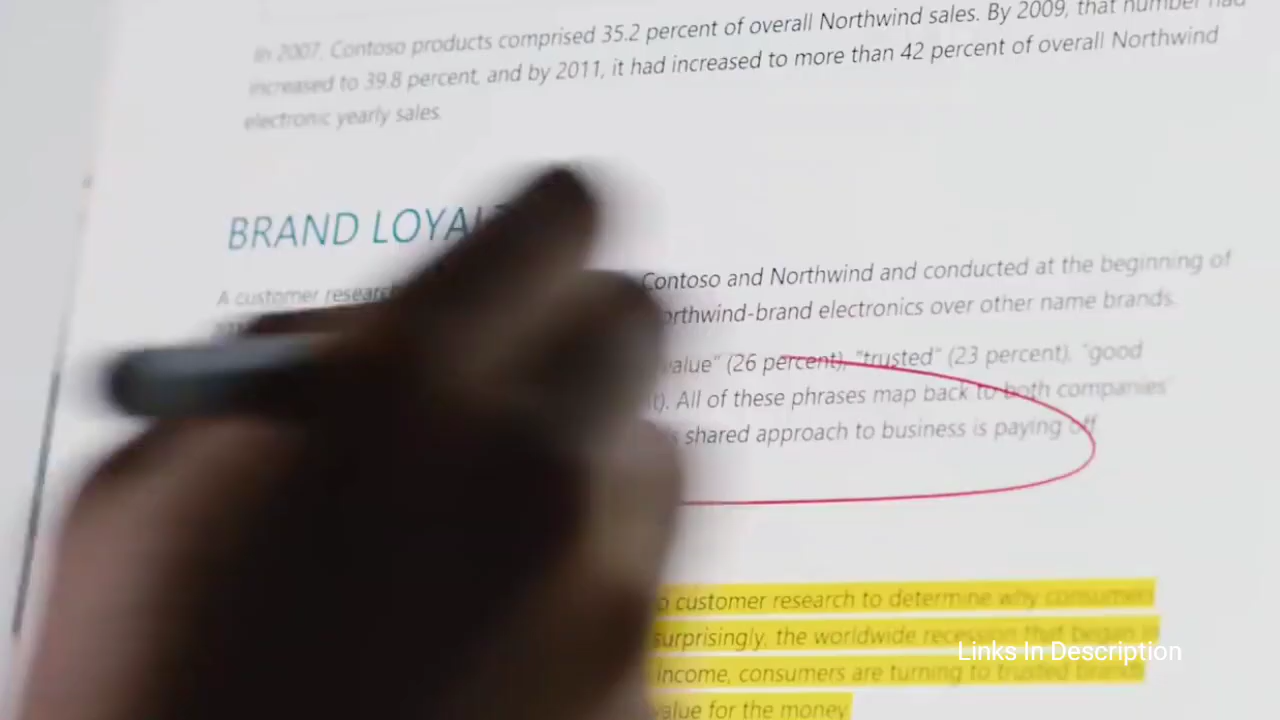 In 2007, Contoso products comprised 35.2 percent of overall Northwind sales. By 2009, that number had
increased to 39.8 percent, and by 2011, it had increased to more than 42 percent of overall Northwind
electronic yearly sales.
BRAND LOYAL
A customer research Contoso and Northwind and conducted at the beginning of
orthwind-brand electronics over other name brands.
value" (26 percent), "trusted" (23 percent), "good
t). All of these phrases map back to both companies'
s shared approach to business is paying off
o customer research to determine why consumers
surprisingly, the worldwide recession that began in
income, consumers are turning to trusted brands
Links In Description
value for the money